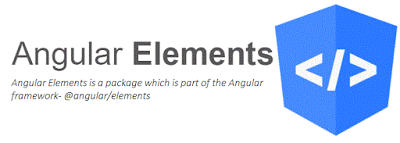 Angular Elements
Angular Elements is a package which is part of the Angular
framework- @angular/elements
</>